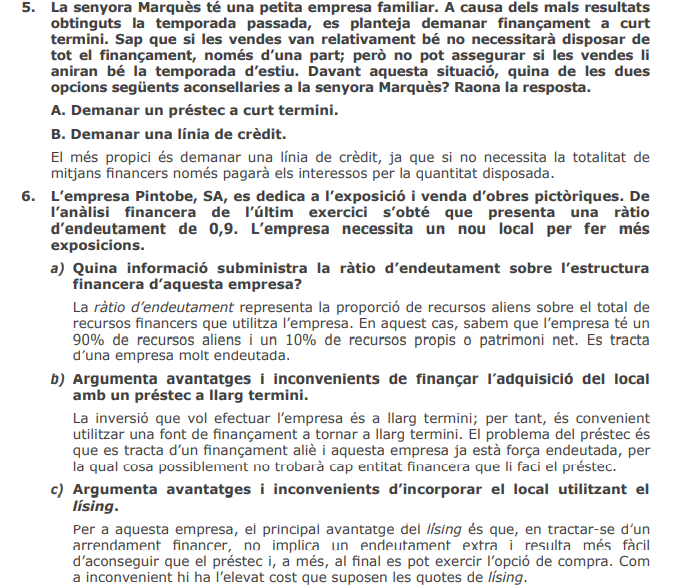 5. La senyora Marquès té una petita empresa familiar. A causa dels mals resultats
obtinguts la temporada passada, es planteja demanar finançament a curt
termini. Sap que si les vendes van relativament bé no necessitarà disposar de
tot el finançament, només d’una part; però no pot assegurar si les vendes li
aniran bé la temporada d’estiu. Davant aquesta situació, quina de les dues
opcions següents aconsellaries a la senyora Marquès? Raona la resposta.
A. Demanar un préstec a curt termini.
B. Demanar una línia de crèdit.
El més propici és demanar una línia de crèdit, ja que si no necessita la totalitat de
mitjans financers només pagarà els interessos per la quantitat disposada.
6. L’empresa Pintobe, SA, es dedica a l’exposició i venda d’obres pictòriques. De
l’anàlisi financera de l’últim exercici s’obté que presenta una ràtio
d’endeutament de 0,9. L’empresa necessita un nou local per fer més
exposicions.
a) Quina informació subministra la ràtio d’endeutament sobre l’estructura
financera d’aquesta empresa?
La ràtio d’endeutament representa la proporció de recursos aliens sobre el total de
recursos financers que utilitza l’empresa. En aquest cas, sabem que l’empresa té un
90% de recursos aliens i un 10% de recursos propis o patrimoni net. Es tracta
d’una empresa molt endeutada.
b) Argumenta avantatges i inconvenients de finançar l’adquisició del local
amb un préstec a llarg termini.
La inversió que vol efectuar l’empresa és a llarg termini; per tant, és convenient
utilitzar una font de finançament a tornar a llarg termini. El problema del préstec és
que es tracta d’un finançament aliè i aquesta empresa ja està força endeutada, per
la qual cosa possiblement no trobarà cap entitat financera que li faci el préstec.
c) Argumenta avantatges i inconvenients d’incorporar el local utilitzant el
lísing.
Per a aquesta empresa, el principal avantatge del lísing és que, en tractar-se d’un
arrendament financer, no implica un endeutament extra i resulta més fàcil
d’aconseguir que el préstec i, a més, al final es pot exercir l’opció de compra. Com
a inconvenient hi ha l’elevat cost que suposen les quotes de lísing.